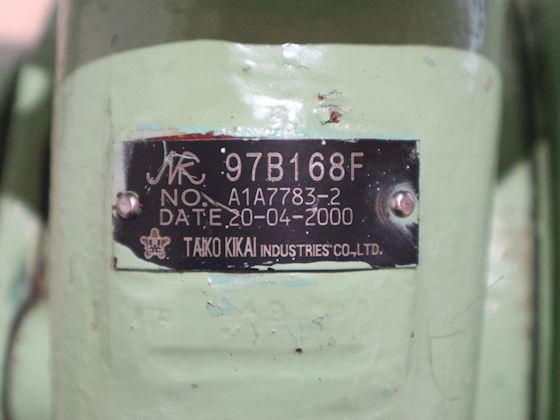 NK 97B168F
NO. A1A7783-2
DATE 20-04-2000
TAIKO KIKAI INDUSTRIES CO.,LTD.